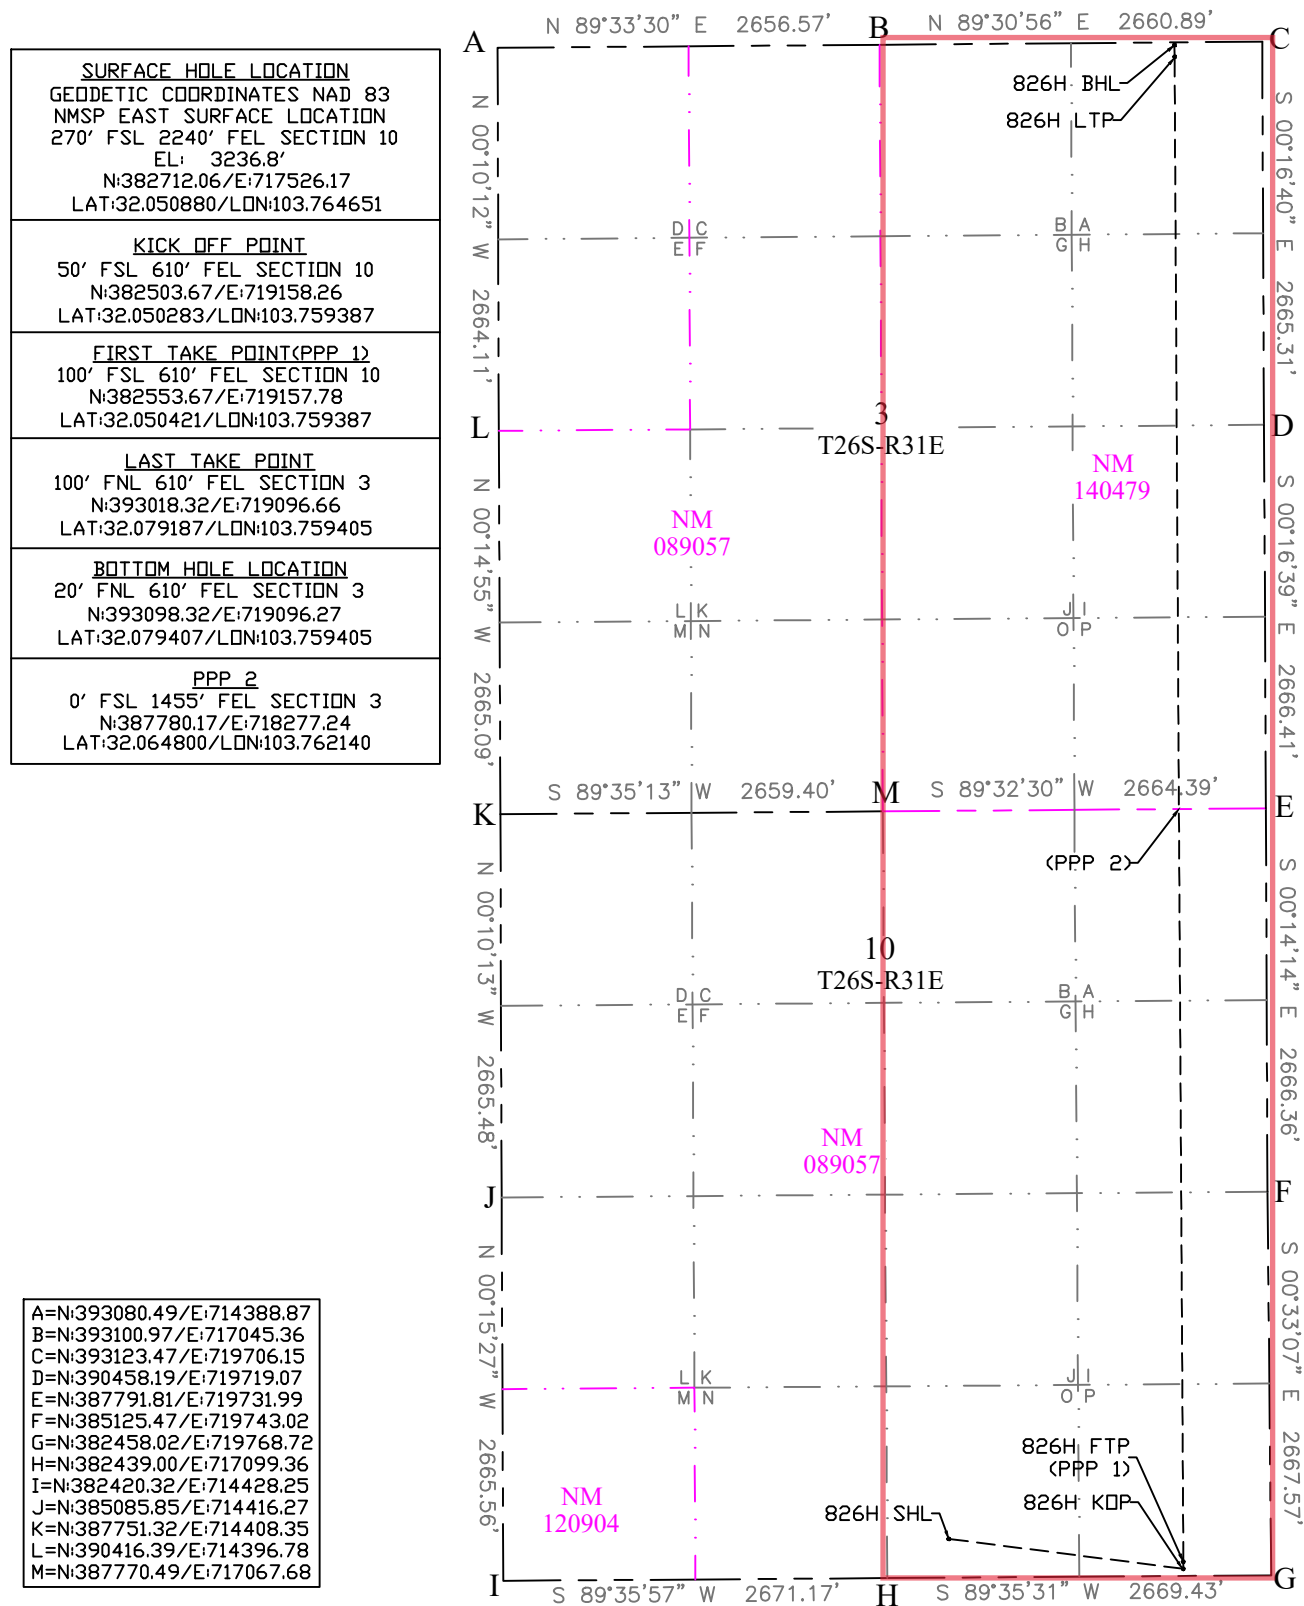 SURFACE HOLE LOCATION
GEODETIC COORDINATES NAD 83
NMSP EAST SURFACE LOCATION
270' FSL 2240' FEL SECTION 10
EL: 3236.8'
N:382712.06/E:717526.17
LAT:32.050880/LON:103.764651
KICK OFF POINT
50' FSL 610' FEL SECTION 10
N:382503.67/E:719158.26
LAT:32.050283/LON:103.759387
FIRST TAKE POINT(PPP 1)
100' FSL 610' FEL SECTION 10
N:382553.67/E:719157.78
LAT:32.050421/LON:103.759387
LAST TAKE POINT
100' FNL 610' FEL SECTION 3
N:393018.32/E:719096.66
LAT:32.079187/LON:103.759405
BOTTOM HOLE LOCATION
20' FNL 610' FEL SECTION 3
N:393098.32/E:719096.27
LAT:32.079407/LON:103.759405
PPP 2
0' FSL 1455' FEL SECTION 3
N:387780.17/E:718277.24
LAT:32.064800/LON:103.762140
A=N:393080.49/E:714388.87
B=N:393100.97/E:717045.36
C=N:393123.47/E:719706.15
D=N:390458.19/E:719719.07
E=N:387791.81/E:719731.99
F=N:385125.47/E:719743.02
G=N:382458.02/E:719768.72
H=N:382439.00/E:717099.36
I=N:382420.32/E:714428.25
J=N:385085.85/E:714416.27
K=N:387751.32/E:714408.35
L=N:390416.39/E:714396.78
M=N:387770.49/E:717067.68
A
N 89°33'30" E 2656.57'
B
N 89°30'56" E 2660.89'
C
826H BHL
826H LTP
N 00°10'12" W 2664.11'
S 00°16'40" E 2665.31'
D C
E F
B A
G H
L
3
T26S-R31E
D
NM
140479
NM
089057
N 00°14'55" W 2665.09'
S 00°16'39" E 2666.41'
L K
M N
J I
O P
S 89°35'13" W 2659.40'
M
S 89°32'30" W 2664.39'
K
E
(PPP 2)
N 00°10'13" W 2665.48'
S 00°14'14" E 2666.36'
10
T26S-R31E
D C
E F
B A
G H
NM
089057
J
F
N 00°15'27" W 2665.56'
S 00°33'07" E 2667.57'
L K
M N
J I
O P
826H FTP
(PPP 1)
826H KOP
826H SHL
NM
120904
I
S 89°35'57" W 2671.17'
H
S 89°35'31" W 2669.43'
G